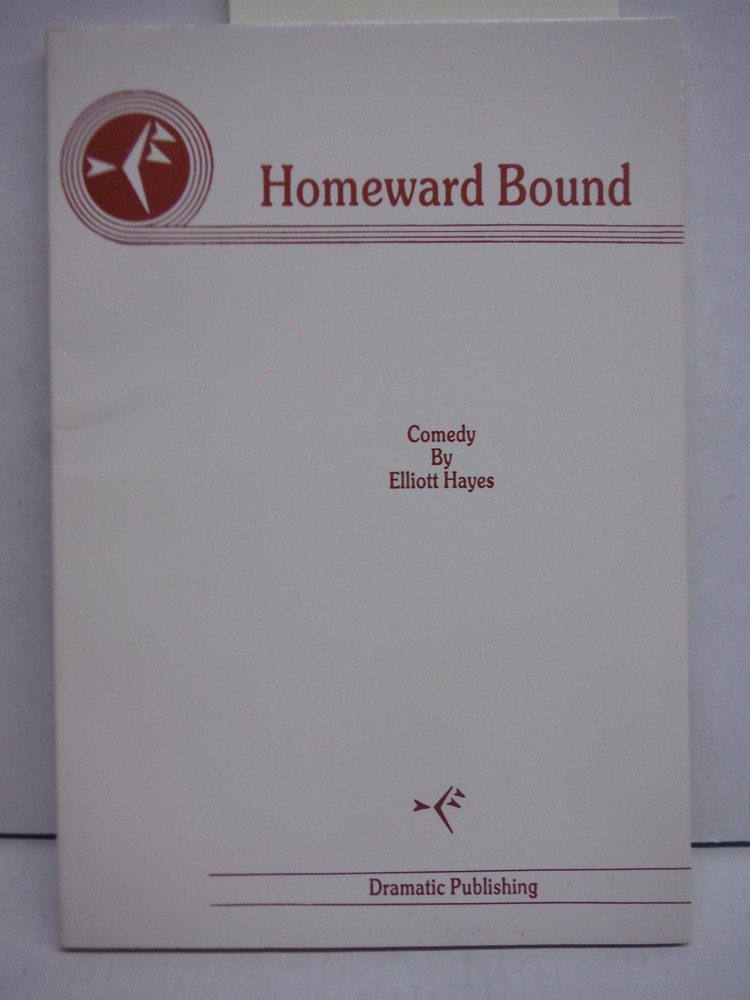 Homeward Bound
Comedy
By
Elliott Hayes
Dramatic Publishing